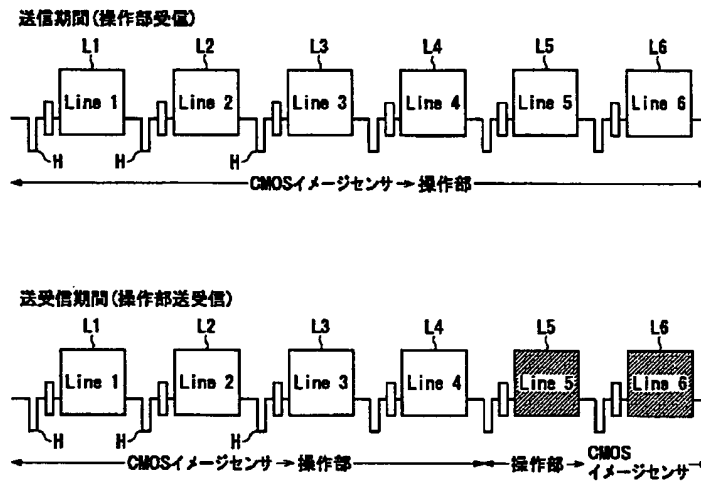 送信期間(操作部受信)
L1 L2 L3 L4 L5 L6
Line 1 Line 2 Line 3 Line 4 Line 5 Line 6
H H H
CMOSイメージセンサ→操作部
送受信期間(操作部送受信)
L1 L2 L3 L4 L5 L6
Line 1 Line 2 Line 3 Line 4 Line 5 Line 6
H H H
CMOSイメージセンサ→操作部 操作部→CMOS
イメージセンサ